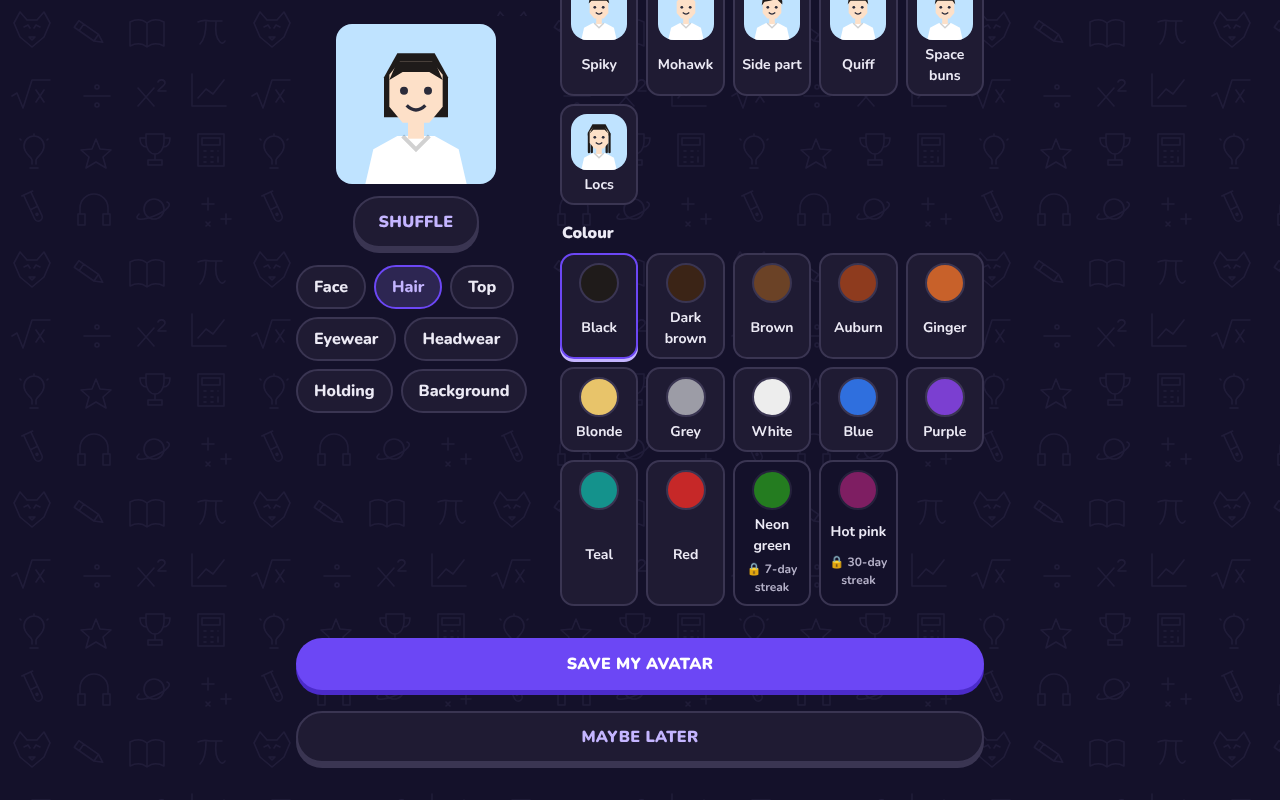 Spiky
Mohawk
Side part
Quiff
Space
buns
Locs
SHUFFLE
Face
Hair
Top
Eyewear
Headwear
Holding
Background
Colour
Black
Dark
brown
Brown
Auburn
Ginger
Blonde
Grey
White
Blue
Purple
Teal
Red
Neon
green
🔒 7-day
streak
Hot pink
🔒 30-day
streak
SAVE MY AVATAR
MAYBE LATER